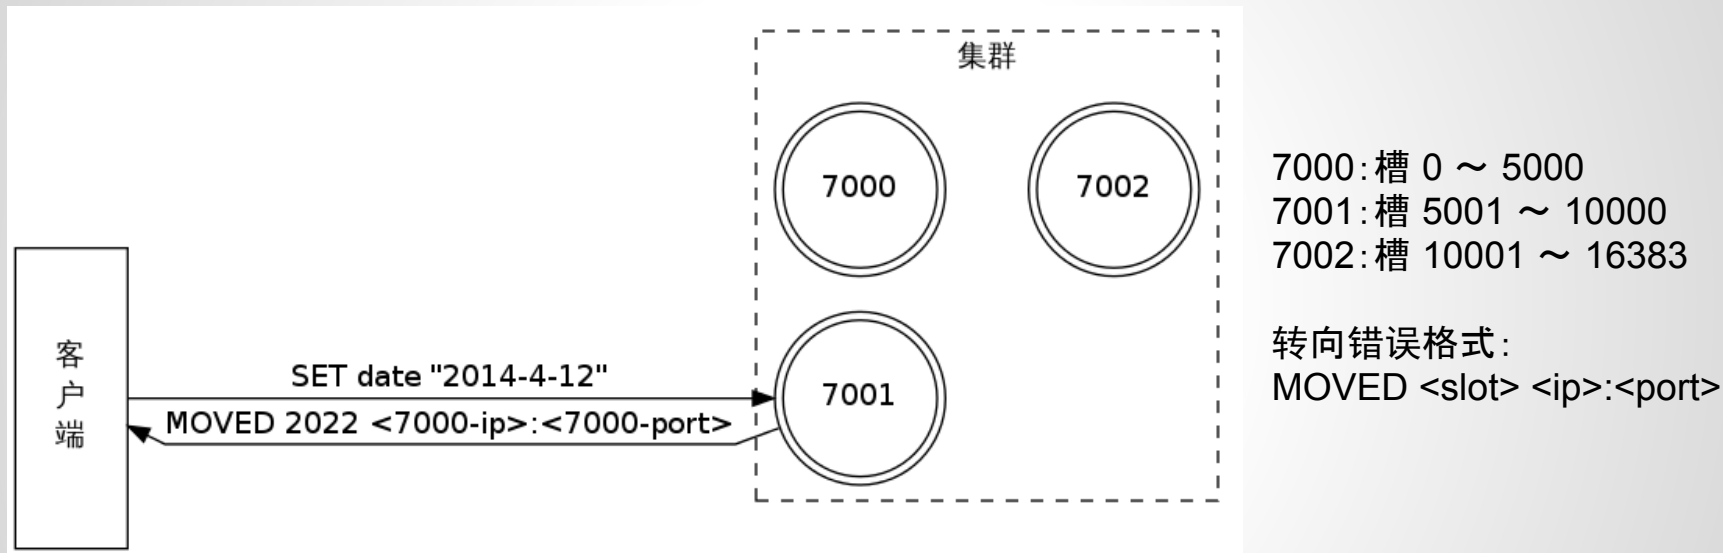 集群
7000
7002
7001
客
户
端
SET date "2014-4-12"
MOVED 2022 <7000-ip>:<7000-port>
7000:槽 0 ～ 5000
7001:槽 5001 ～ 10000
7002:槽 10001 ～ 16383
转向错误格式:
MOVED <slot> <ip>:<port>